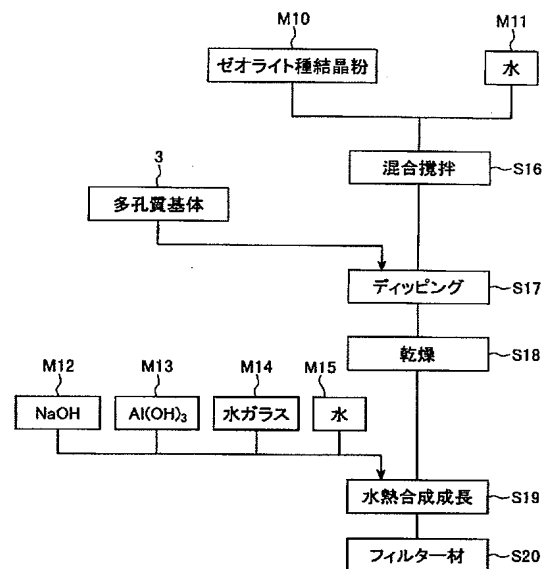 M10
M11
ゼオライト種結晶粉
水
混合撹拌
S16
3
多孔質基体
ディッピング
S17
乾燥
S18
M12
M13
M14
M15
NaOH
Al(OH)3
水ガラス
水
水熱合成成長
S19
フィルター材
S20